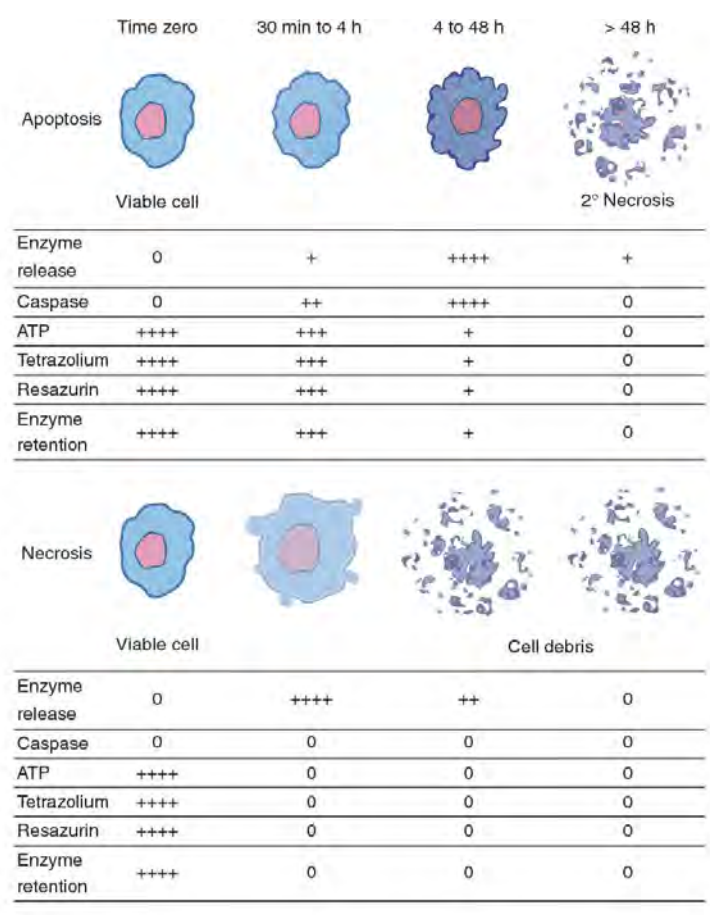 Time zero 30 min to 4 h 4 to 48 h > 48 h
Apoptosis
Viable cell 2° Necrosis
Enzyme
release 0 + ++++ +
Caspase 0 ++ ++++ 0
ATP ++++ +++ + 0
Tetrazolium ++++ +++ + 0
Resazurin ++++ +++ + 0
Enzyme
retention ++++ +++ + 0
Necrosis
Viable cell Cell debris
Enzyme
release 0 ++++ ++ 0
Caspase 0 0 0 0
ATP ++++ 0 0 0
Tetrazolium ++++ 0 0 0
Resazurin ++++ 0 0 0
Enzyme
retention ++++ 0 0 0